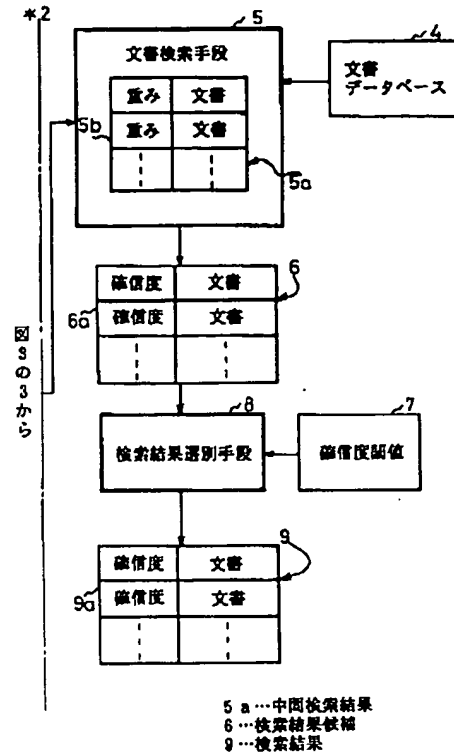 *2
5
文書検索手段
重み 文書
重み 文書
5b
5a
4
文書
データベース
確信度 文書
確信度 文書
6
6a
図3の3から
8
検索結果選別手段
7
確信度閾値
確信度 文書
確信度 文書
9
9a
5 a…中間検索結果
6 …検索結果候補
9 …検索結果